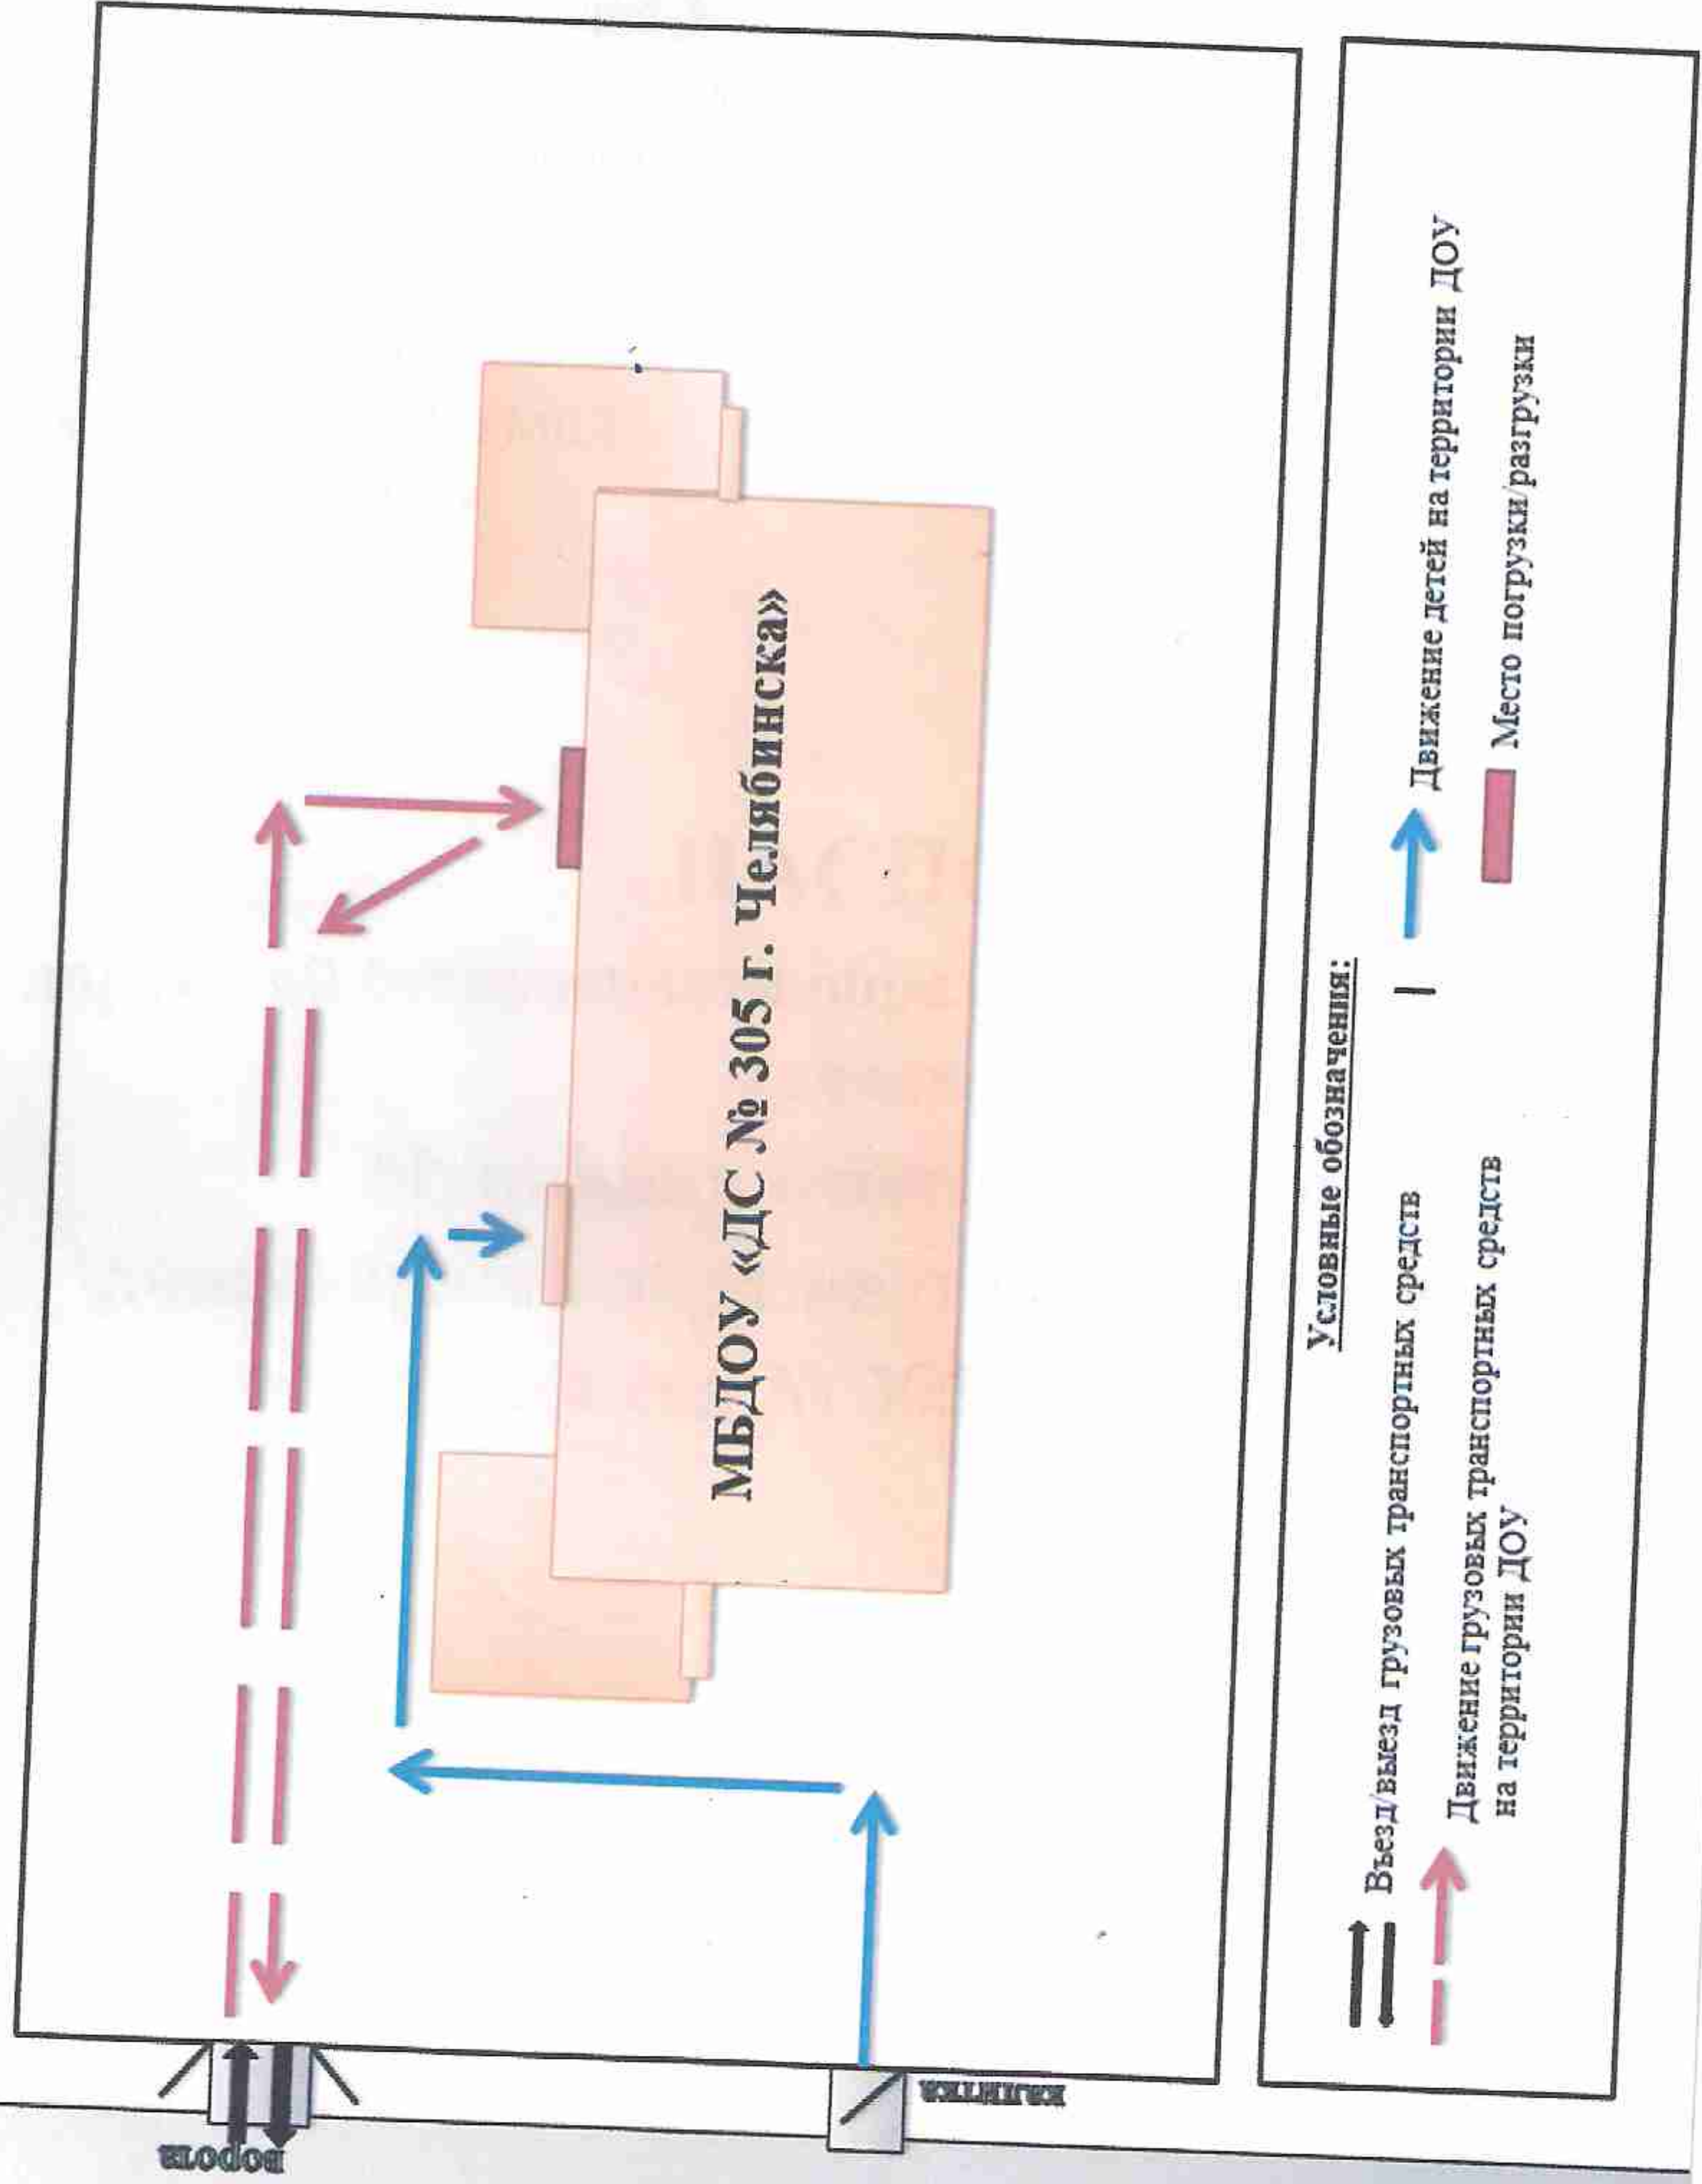 ворота
калитка
МБДОУ «ДС № 305 г. Челябинска»
Условные обозначения:
Въезд/выезд грузовых транспортных средств
Движение грузовых транспортных средств
на территории ДОУ
Движение детей на территории ДОУ
Место погрузки/разгрузки